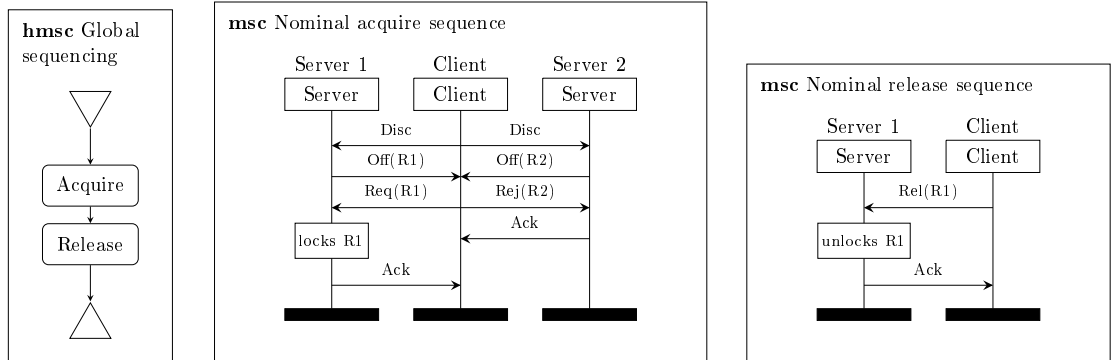 hmsc Global
sequencing
Acquire
Release
msc Nominal acquire sequence
Server 1 Client Server 2
Server Client Server
Disc Disc
Off(R1) Off(R2)
Req(R1) Rej(R2)
Ack
locks R1
Ack
msc Nominal release sequence
Server 1 Client
Server Client
Rel(R1)
unlocks R1
Ack